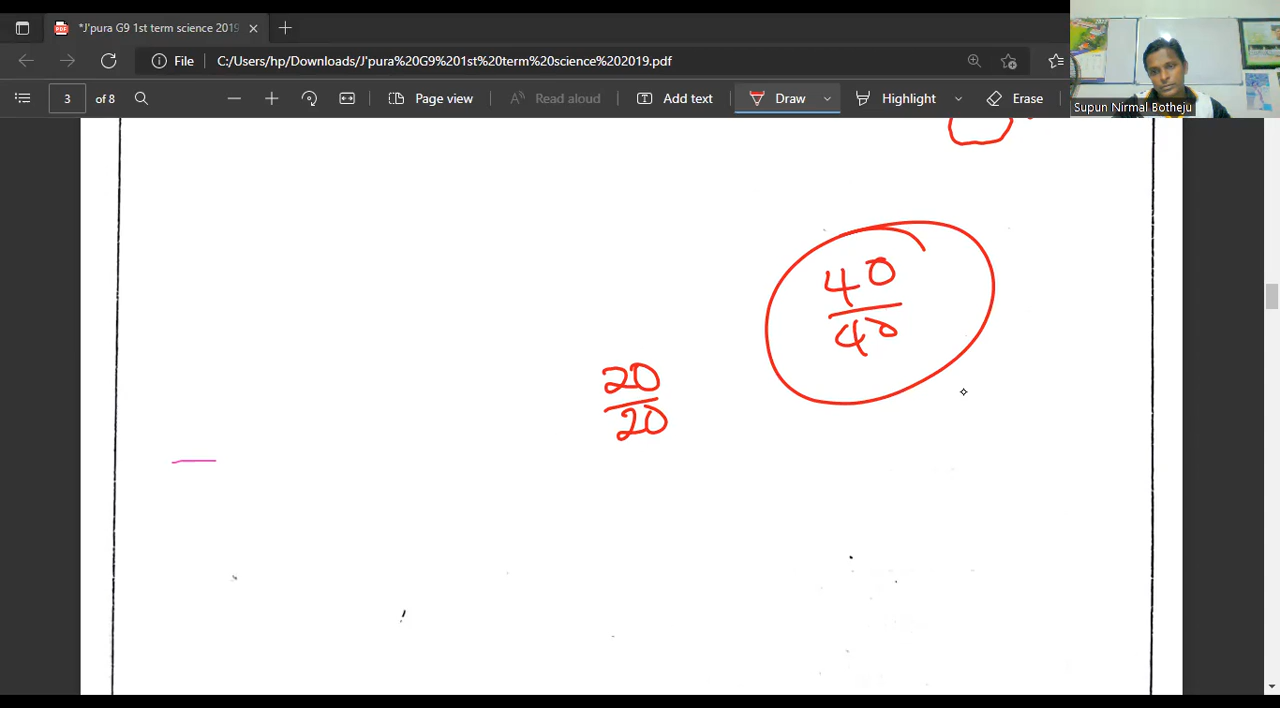 *J'pura G9 1st term science 2019
File C:/Users/hp/Downloads/J'pura%20G9%201st%20term%20science%202019.pdf
3 of 8 Page view Read aloud Add text Draw Highlight Erase
Supun Nirmal Botheju
40
40
20
20